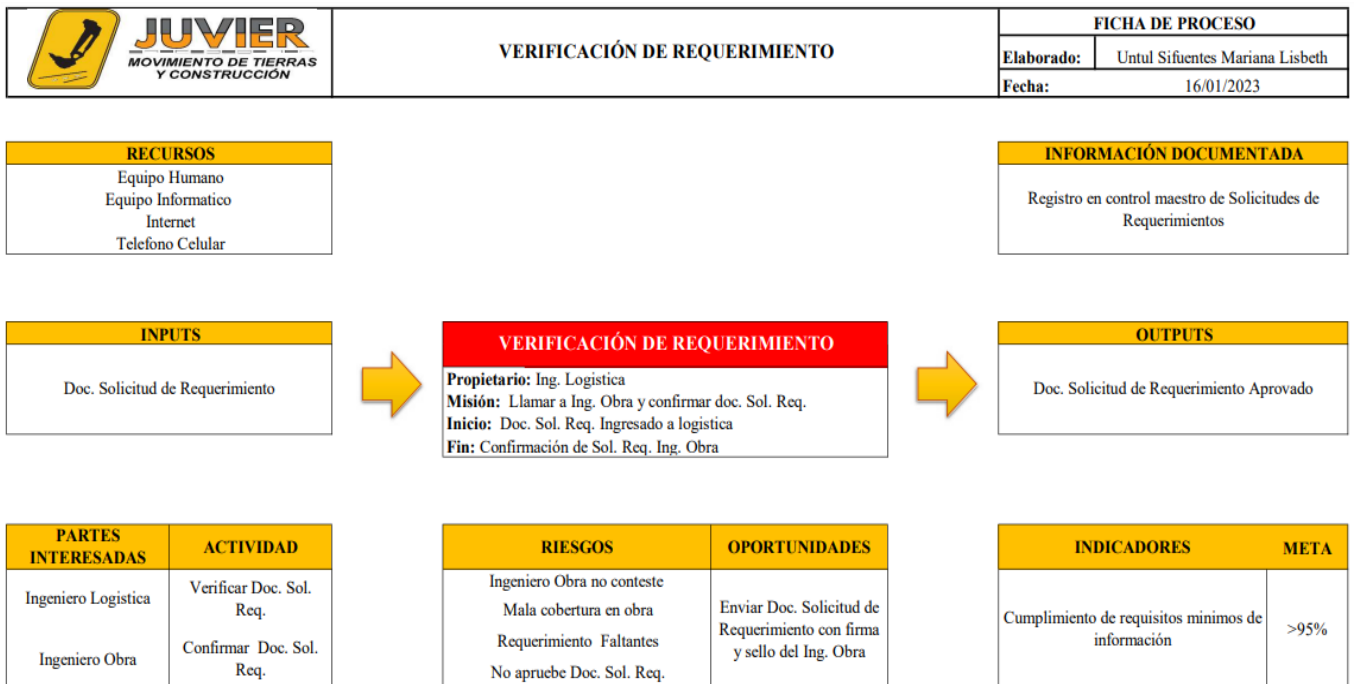 JUVIER
MOVIMIENTO DE TIERRAS
Y CONSTRUCCIÓN
VERIFICACIÓN DE REQUERIMIENTO
FICHA DE PROCESO
Elaborado: Untul Sifuentes Mariana Lisbeth
Fecha: 16/01/2023
RECURSOS
Equipo Humano
Equipo Informatico
Internet
Telefono Celular
INFORMACIÓN DOCUMENTADA
Registro en control maestro de Solicitudes de
Requerimientos
INPUTS
Doc. Solicitud de Requerimiento
VERIFICACIÓN DE REQUERIMIENTO
Propietario: Ing. Logistica
Misión: Llamar a Ing. Obra y confirmar doc. Sol. Req.
Inicio: Doc. Sol. Req. Ingresado a logistica
Fin: Confirmación de Sol. Req. Ing. Obra
OUTPUTS
Doc. Solicitud de Requerimiento Aprovado
PARTES
INTERESADAS
ACTIVIDAD
Ingeniero Logistica
Verificar Doc. Sol.
Req.
Ingeniero Obra
Confirmar Doc. Sol.
Req.
RIESGOS
OPORTUNIDADES
Ingeniero Obra no conteste
Mala cobertura en obra
Requerimiento Faltantes
No apruebe Doc. Sol. Req.
Enviar Doc. Solicitud de
Requerimiento con firma
y sello del Ing. Obra
INDICADORES
META
Cumplimiento de requisitos minimos de
información
>95%